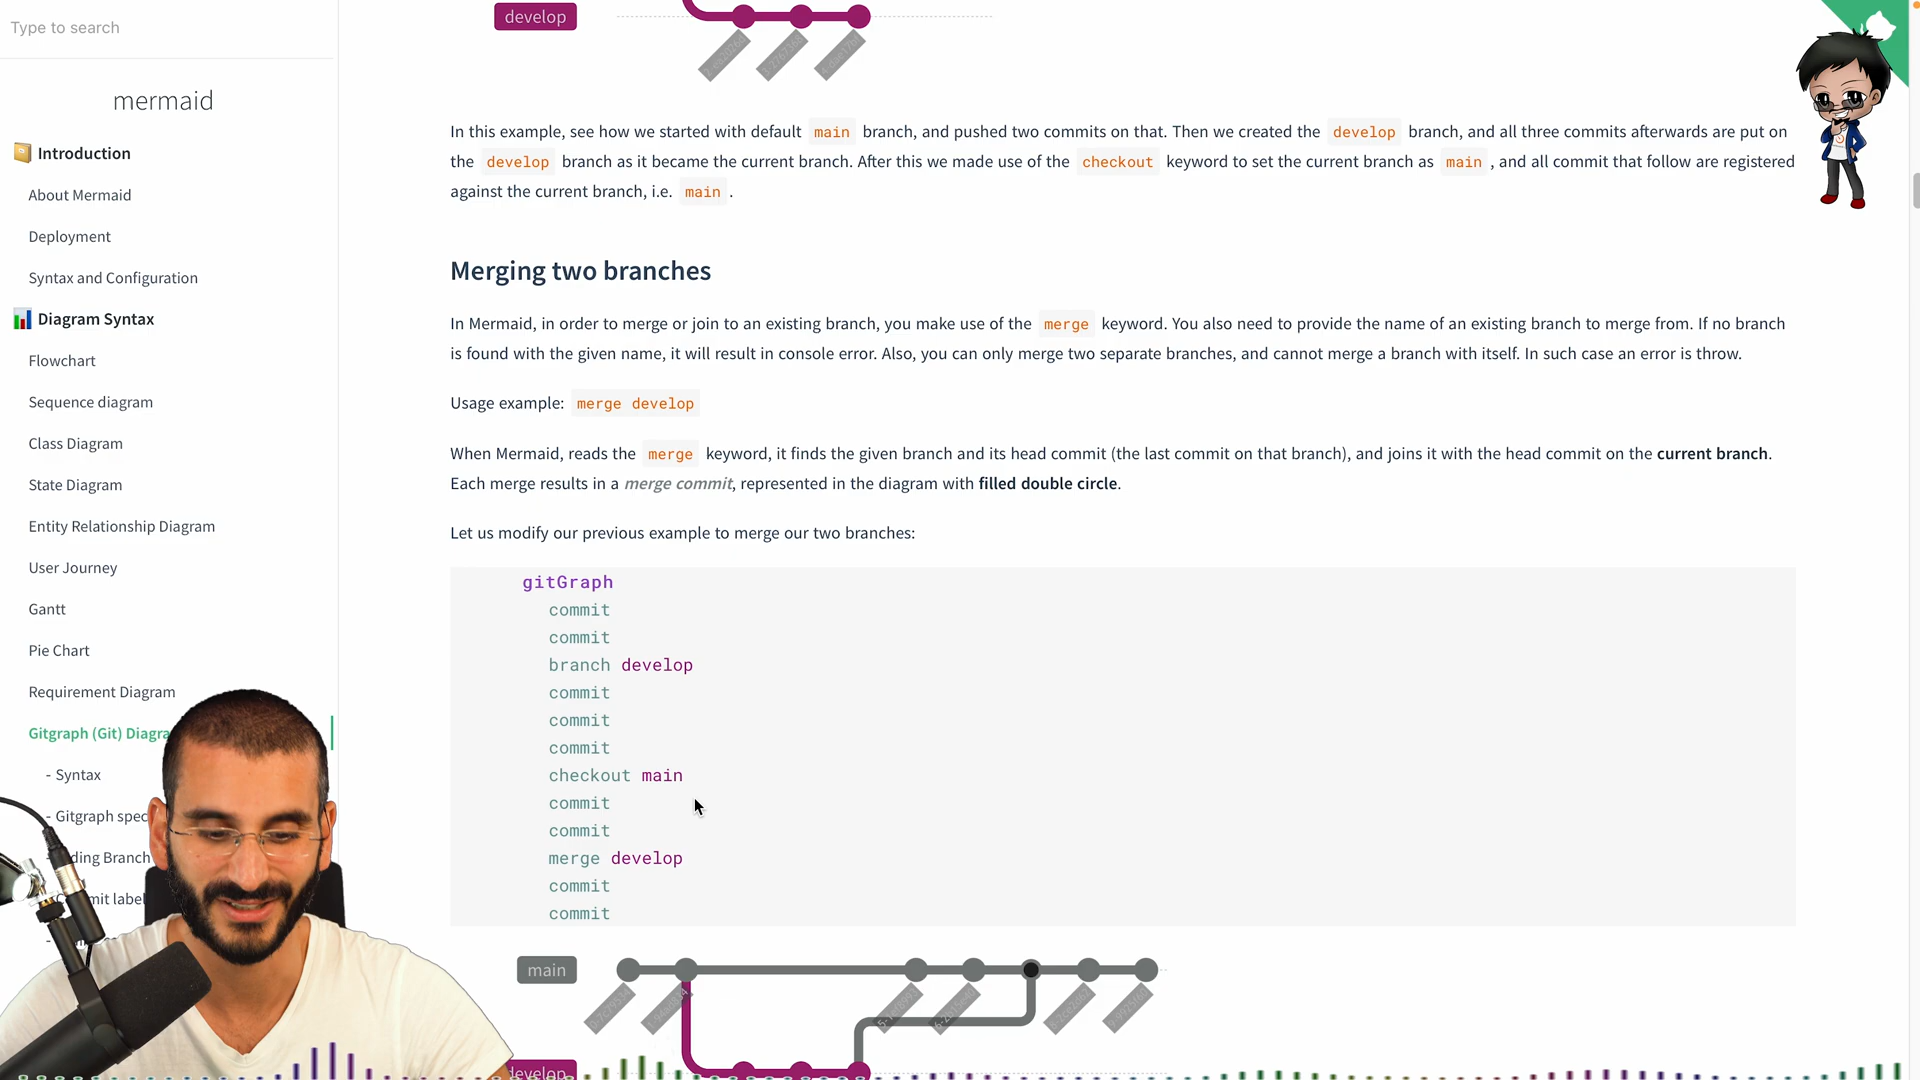 Type to search
mermaid
Introduction
About Mermaid
Deployment
Syntax and Configuration
Diagram Syntax
Flowchart
Sequence diagram
Class Diagram
State Diagram
Entity Relationship Diagram
User Journey
Gantt
Pie Chart
Requirement Diagram
Gitgraph (Git) Diagra
- Syntax
- Gitgraph spec
ding Branch
mit label
develop
In this example, see how we started with default main branch, and pushed two commits on that. Then we created the develop branch, and all three commits afterwards are put on
the develop branch as it became the current branch. After this we made use of the checkout keyword to set the current branch as main , and all commit that follow are registered
against the current branch, i.e. main .
Merging two branches
In Mermaid, in order to merge or join to an existing branch, you make use of the merge keyword. You also need to provide the name of an existing branch to merge from. If no branch
is found with the given name, it will result in console error. Also, you can only merge two separate branches, and cannot merge a branch with itself. In such case an error is throw.
Usage example: merge develop
When Mermaid, reads the merge keyword, it finds the given branch and its head commit (the last commit on that branch), and joins it with the head commit on the current branch.
Each merge results in a merge commit, represented in the diagram with filled double circle.
Let us modify our previous example to merge our two branches:
gitGraph
commit
commit
branch develop
commit
commit
commit
checkout main
commit
commit
merge develop
commit
commit
main
develop